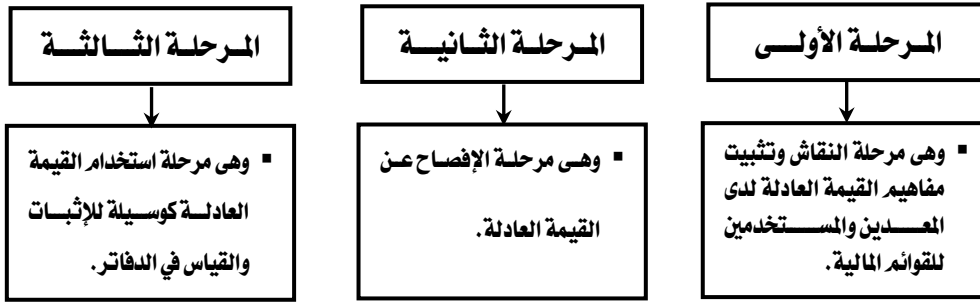 المرحلة الأولى
▪ وهى مرحلة النقاش وتثبيت
مفاهيم القيمة العادلة لدى
المعدين والمستخدمين
للقوائم المالية.
المرحلة الثانية
▪ وهى مرحلة الإفصاح عن
القيمة العادلة.
المرحلة الثالثة
▪ وهى مرحلة استخدام القيمة
العادلة كوسيلة للإثبات
والقياس في الدفاتر.